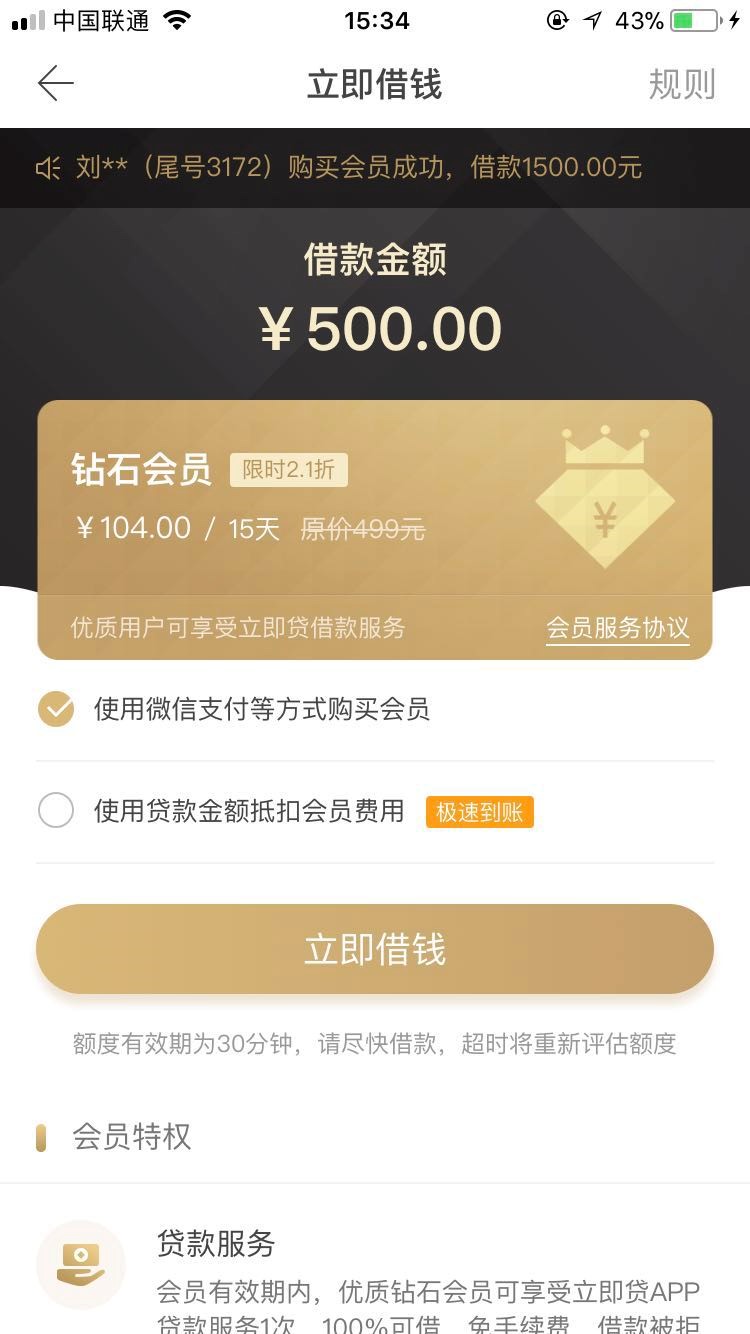 中国联通 15:34 43%
立即借钱 规则
刘**（尾号3172）购买会员成功，借款1500.00元
借款金额
¥500.00
钻石会员 限时2.1折
¥104.00 / 15天 原价499元
优质用户可享受立即贷借款服务 会员服务协议
使用微信支付等方式购买会员
使用贷款金额抵扣会员费用 极速到账
立即借钱
额度有效期为30分钟，请尽快借款，超时将重新评估额度
会员特权
贷款服务
会员有效期内，优质钻石会员可享受立即贷APP
贷款服务1次，100%可借，免手续费，借款被拒